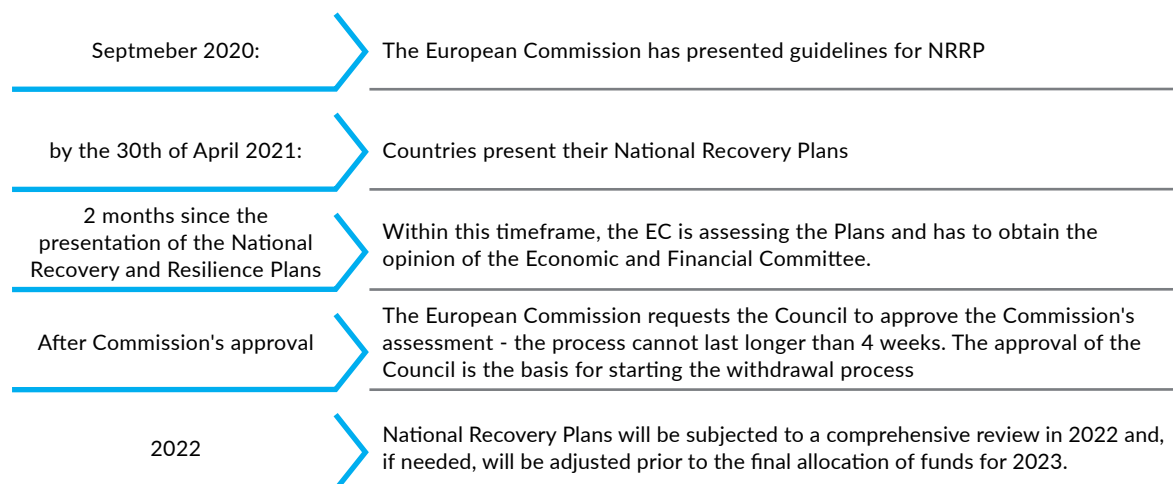 Septmeber 2020:
The European Commission has presented guidelines for NRRP
by the 30th of April 2021:
Countries present their National Recovery Plans
2 months since the
presentation of the National
Recovery and Resilience Plans
Within this timeframe, the EC is assessing the Plans and has to obtain the
opinion of the Economic and Financial Committee.
After Commission's approval
The European Commission requests the Council to approve the Commission's
assessment - the process cannot last longer than 4 weeks. The approval of the
Council is the basis for starting the withdrawal process
2022
National Recovery Plans will be subjected to a comprehensive review in 2022 and,
if needed, will be adjusted prior to the final allocation of funds for 2023.